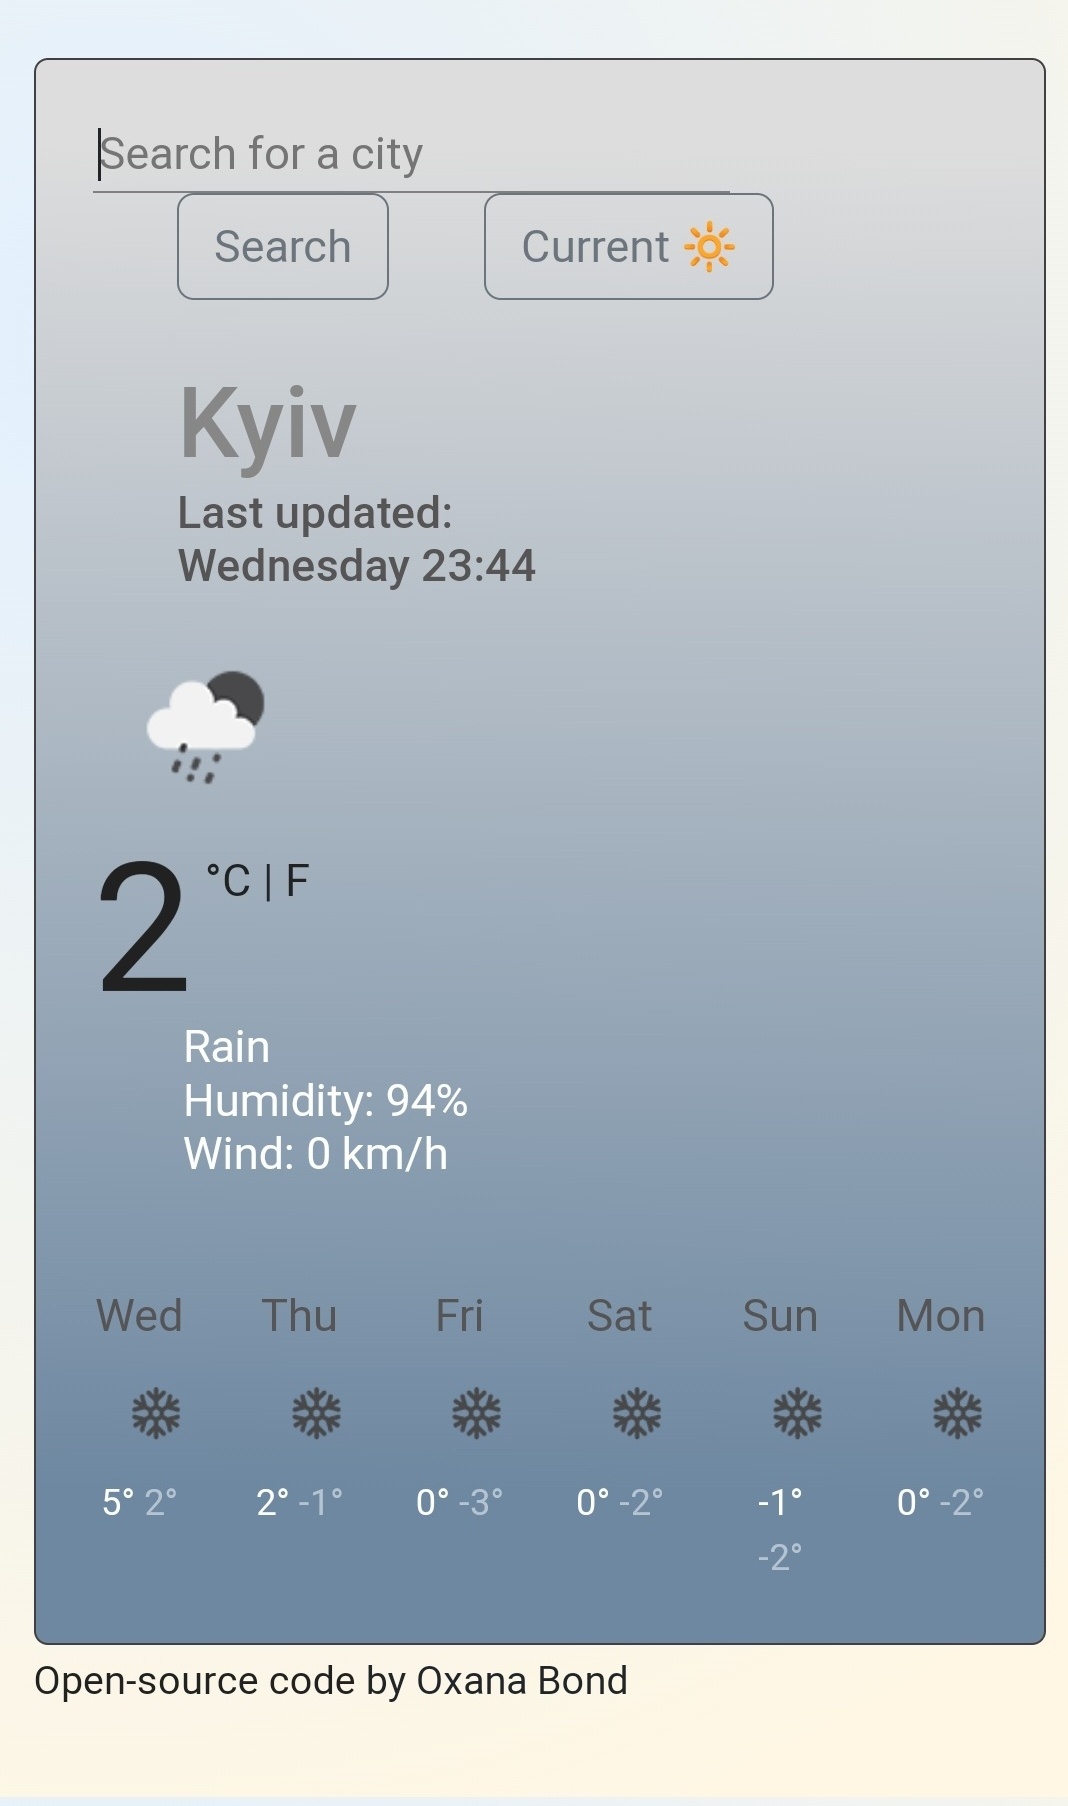 Search for a city
Search
Current 🔆
Kyiv
Last updated:
Wednesday 23:44
2 °C | F
Rain
Humidity: 94%
Wind: 0 km/h
Wed Thu Fri Sat Sun Mon
5° 2° 2° -1° 0° -3° 0° -2° -1° 0° -2°
-2°
Open-source code by Oxana Bond